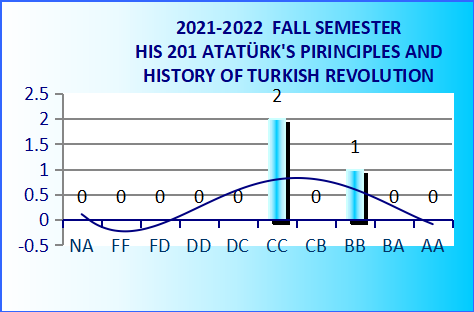 2021-2022 FALL SEMESTER
HIS 201 ATATÜRK'S PIRINCIPLES AND
HISTORY OF TURKISH REVOLUTION
2.5
2
1.5
1
0.5
0
-0.5
0 0 0 0 0 2 0 1 0 0
NA FF FD DD DC CC CB BB BA AA